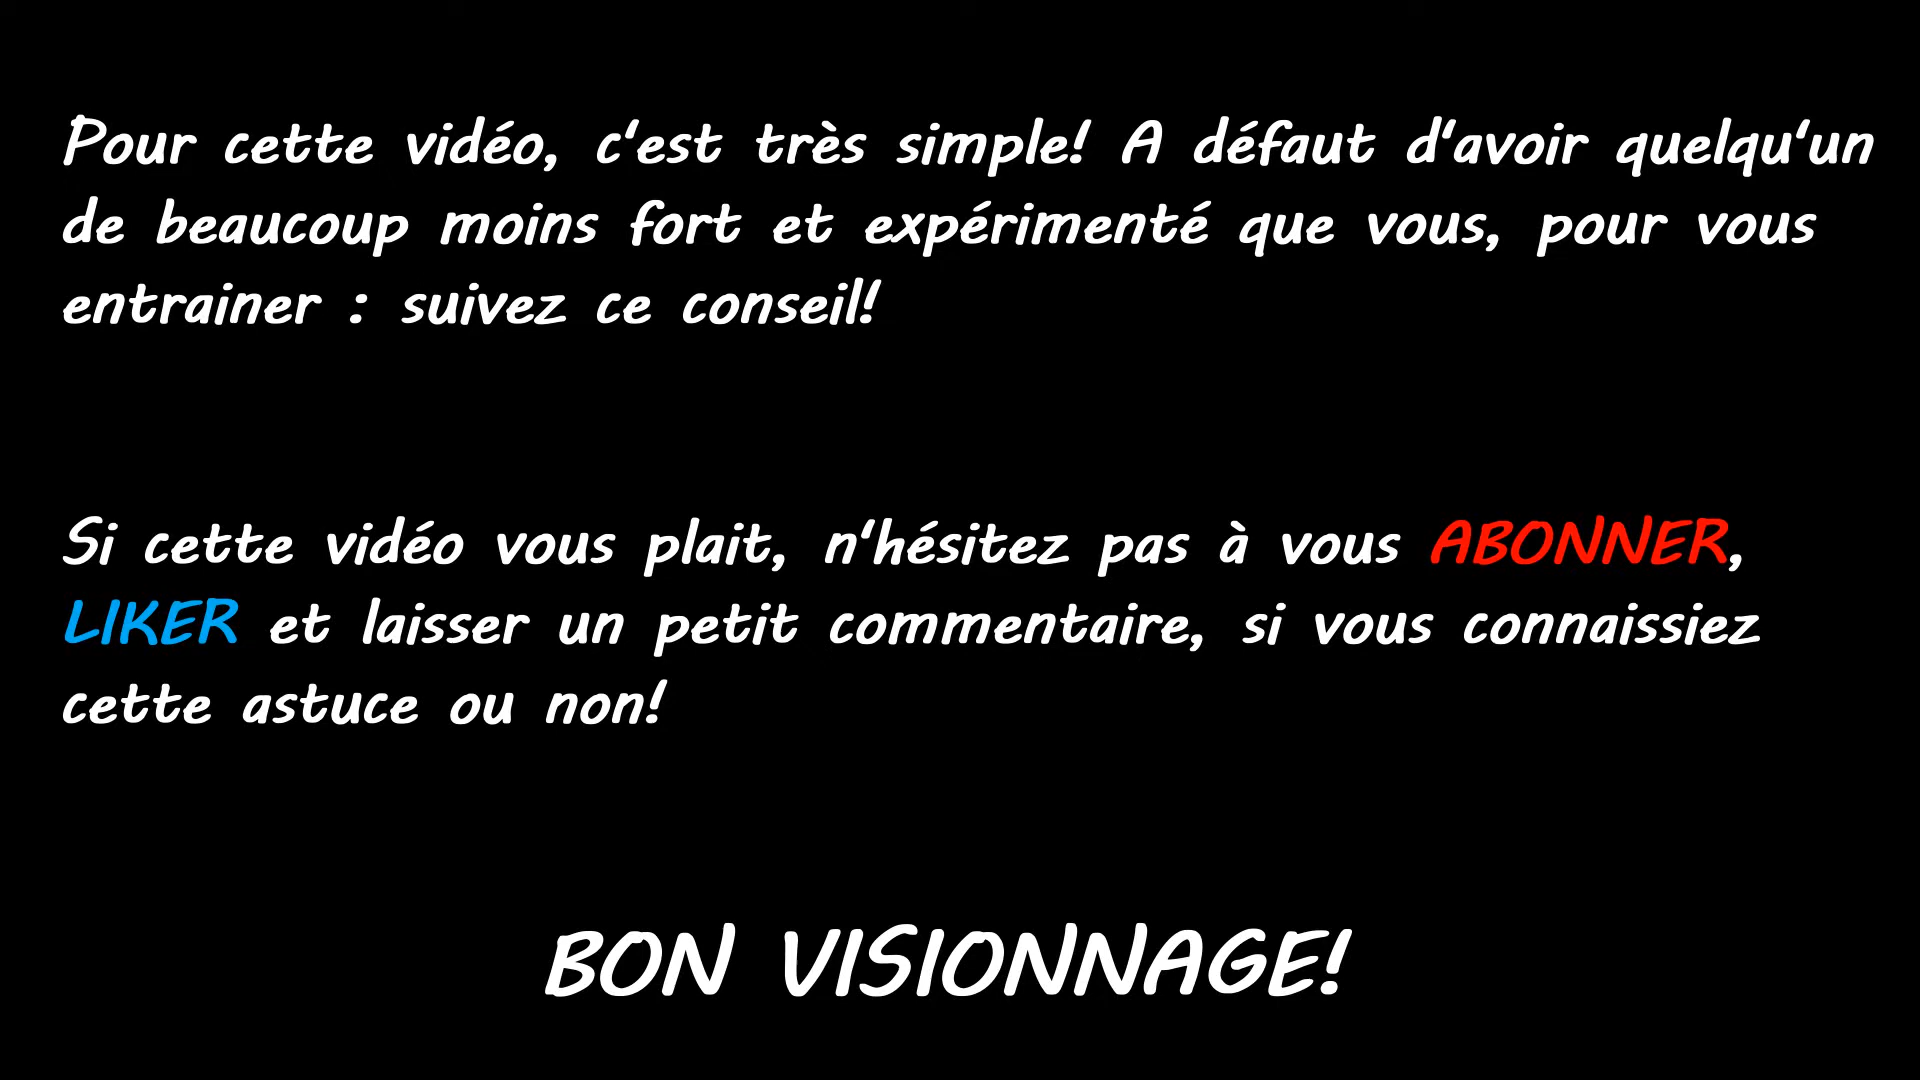 Pour cette vidéo, c'est très simple! A défaut d'avoir quelqu'un
de beaucoup moins fort et expérimenté que vous, pour vous
entrainer : suivez ce conseil!
Si cette vidéo vous plait, n'hésitez pas à vous ABONNER,
LIKER et laisser un petit commentaire, si vous connaissiez
cette astuce ou non!
BON VISIONNAGE!